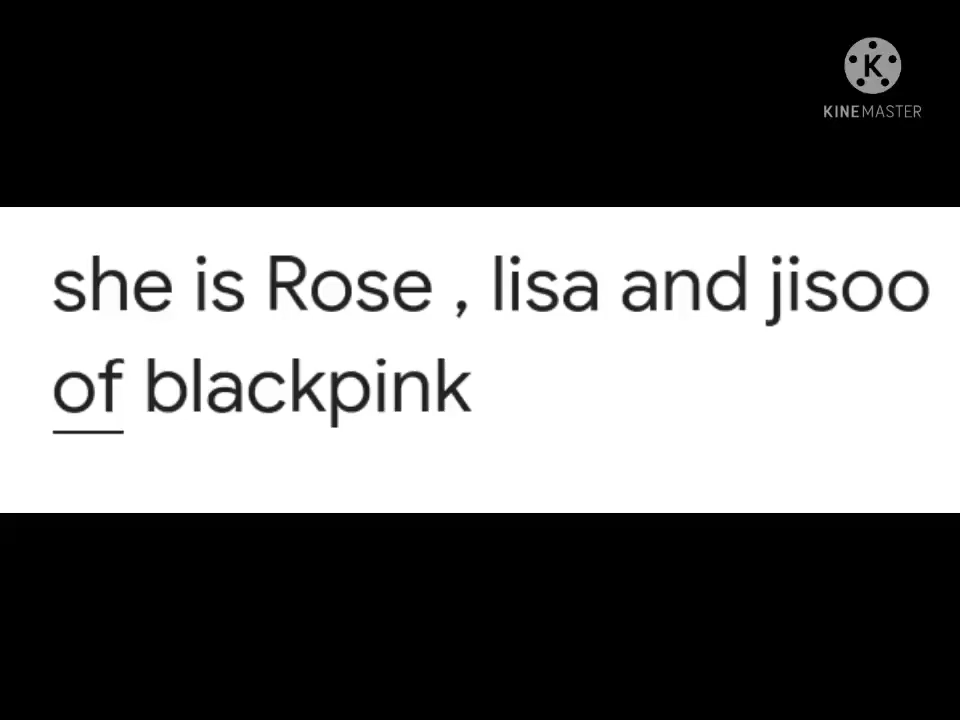 KINEMASTER
she is Rose , lisa and jisoo
of blackpink